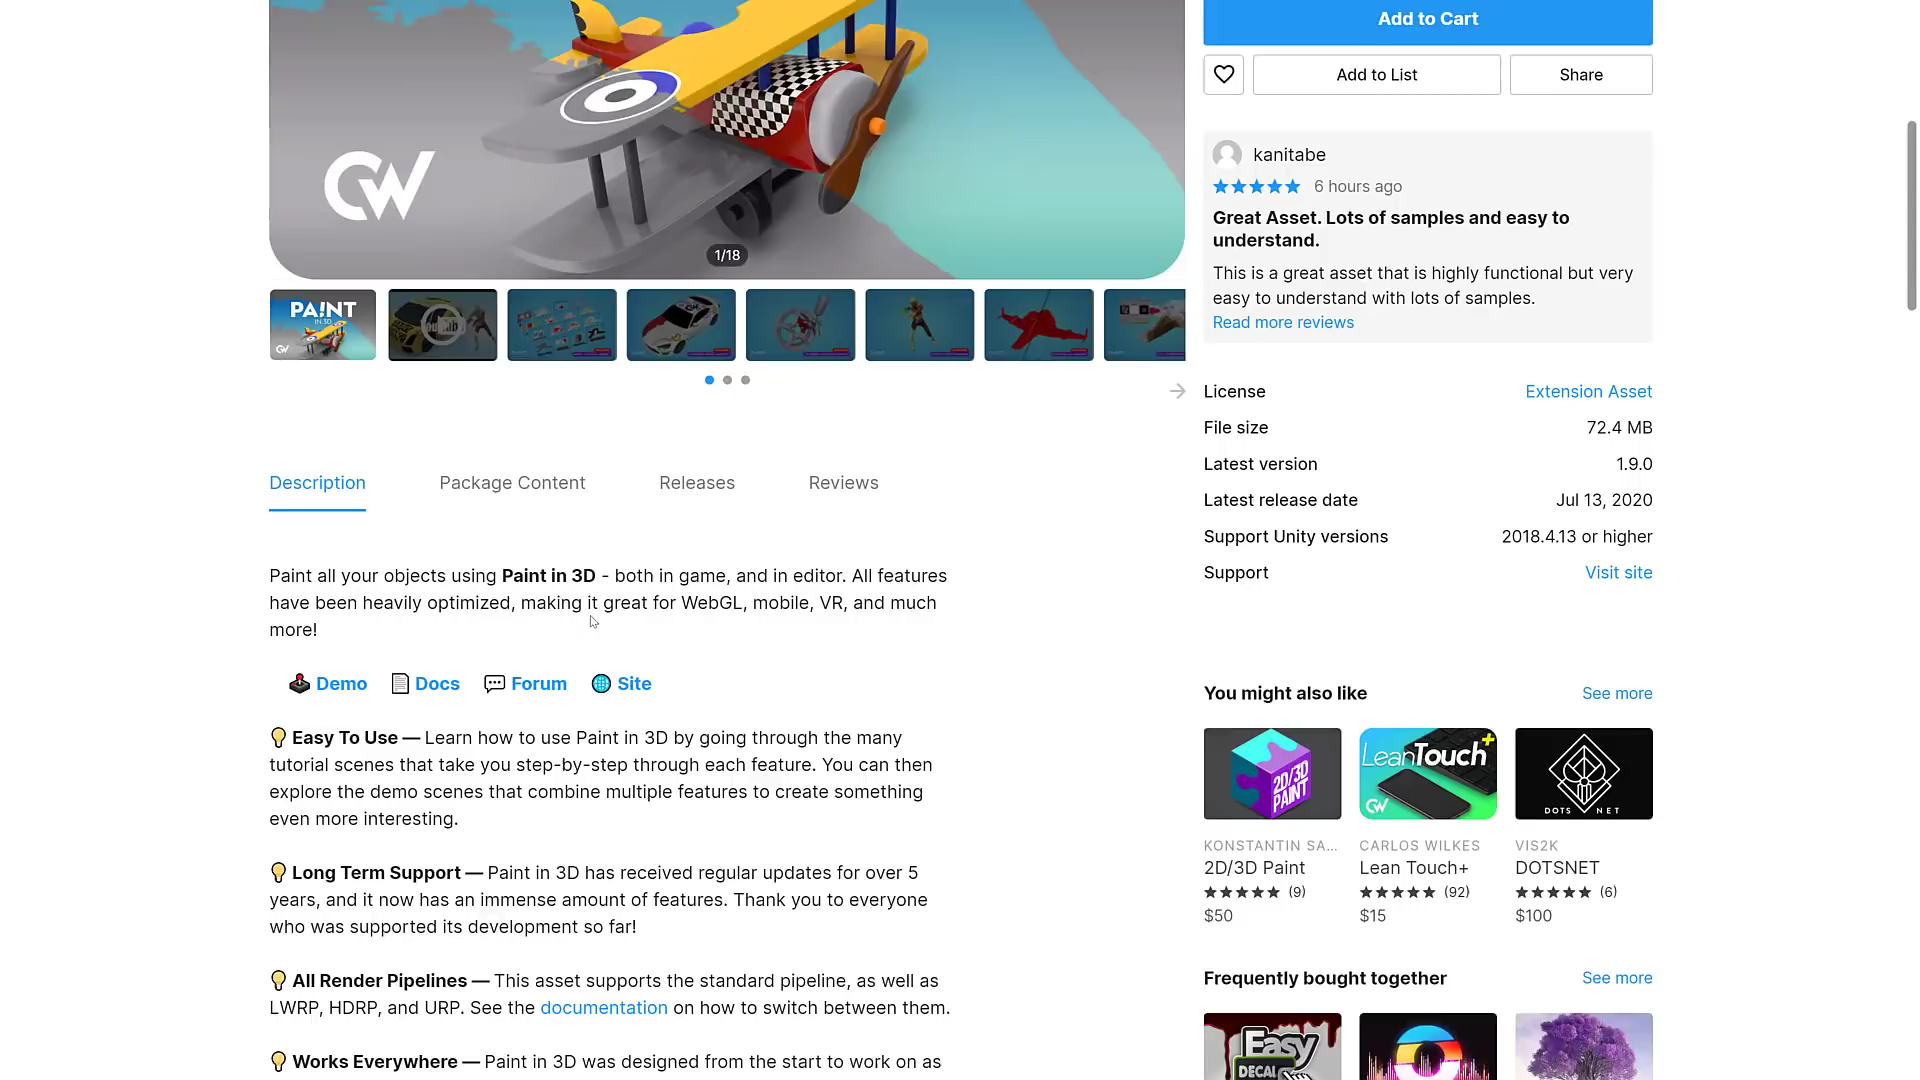 Add to Cart
Add to List
Share
CW
1/18
PAINT
IN 3D
CW
kanitabe
6 hours ago
Great Asset. Lots of samples and easy to
understand.
This is a great asset that is highly functional but very
easy to understand with lots of samples.
Read more reviews
License
Extension Asset
File size
72.4 MB
Latest version
1.9.0
Latest release date
Jul 13, 2020
Support Unity versions
2018.4.13 or higher
Support
Visit site
Description
Package Content
Releases
Reviews
Paint all your objects using Paint in 3D - both in game, and in editor. All features
have been heavily optimized, making it great for WebGL, mobile, VR, and much
more!
Demo
Docs
Forum
Site
Easy To Use — Learn how to use Paint in 3D by going through the many
tutorial scenes that take you step-by-step through each feature. You can then
explore the demo scenes that combine multiple features to create something
even more interesting.
Long Term Support — Paint in 3D has received regular updates for over 5
years, and it now has an immense amount of features. Thank you to everyone
who was supported its development so far!
All Render Pipelines — This asset supports the standard pipeline, as well as
LWRP, HDRP, and URP. See the documentation on how to switch between them.
Works Everywhere — Paint in 3D was designed from the start to work on as
You might also like
See more
2D/3D
PAINT
LeanTouch+
CW
DOTS NET
KONSTANTIN SA...
2D/3D Paint
(9)
$50
CARLOS WILKES
Lean Touch+
(92)
$15
VIS2K
DOTSNET
(6)
$100
Frequently bought together
See more
Easy
DECAL